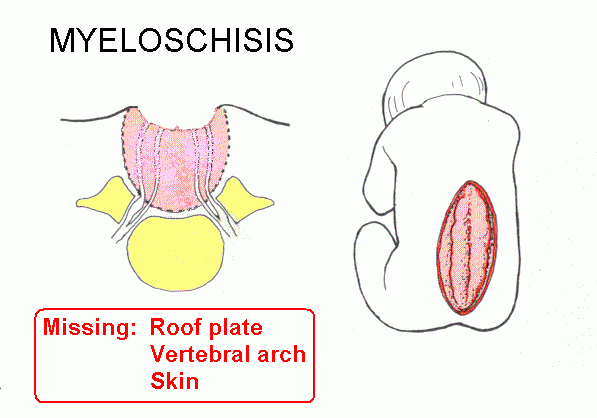 MYELOSCHISIS
Missing: Roof plate
Vertebral arch
Skin